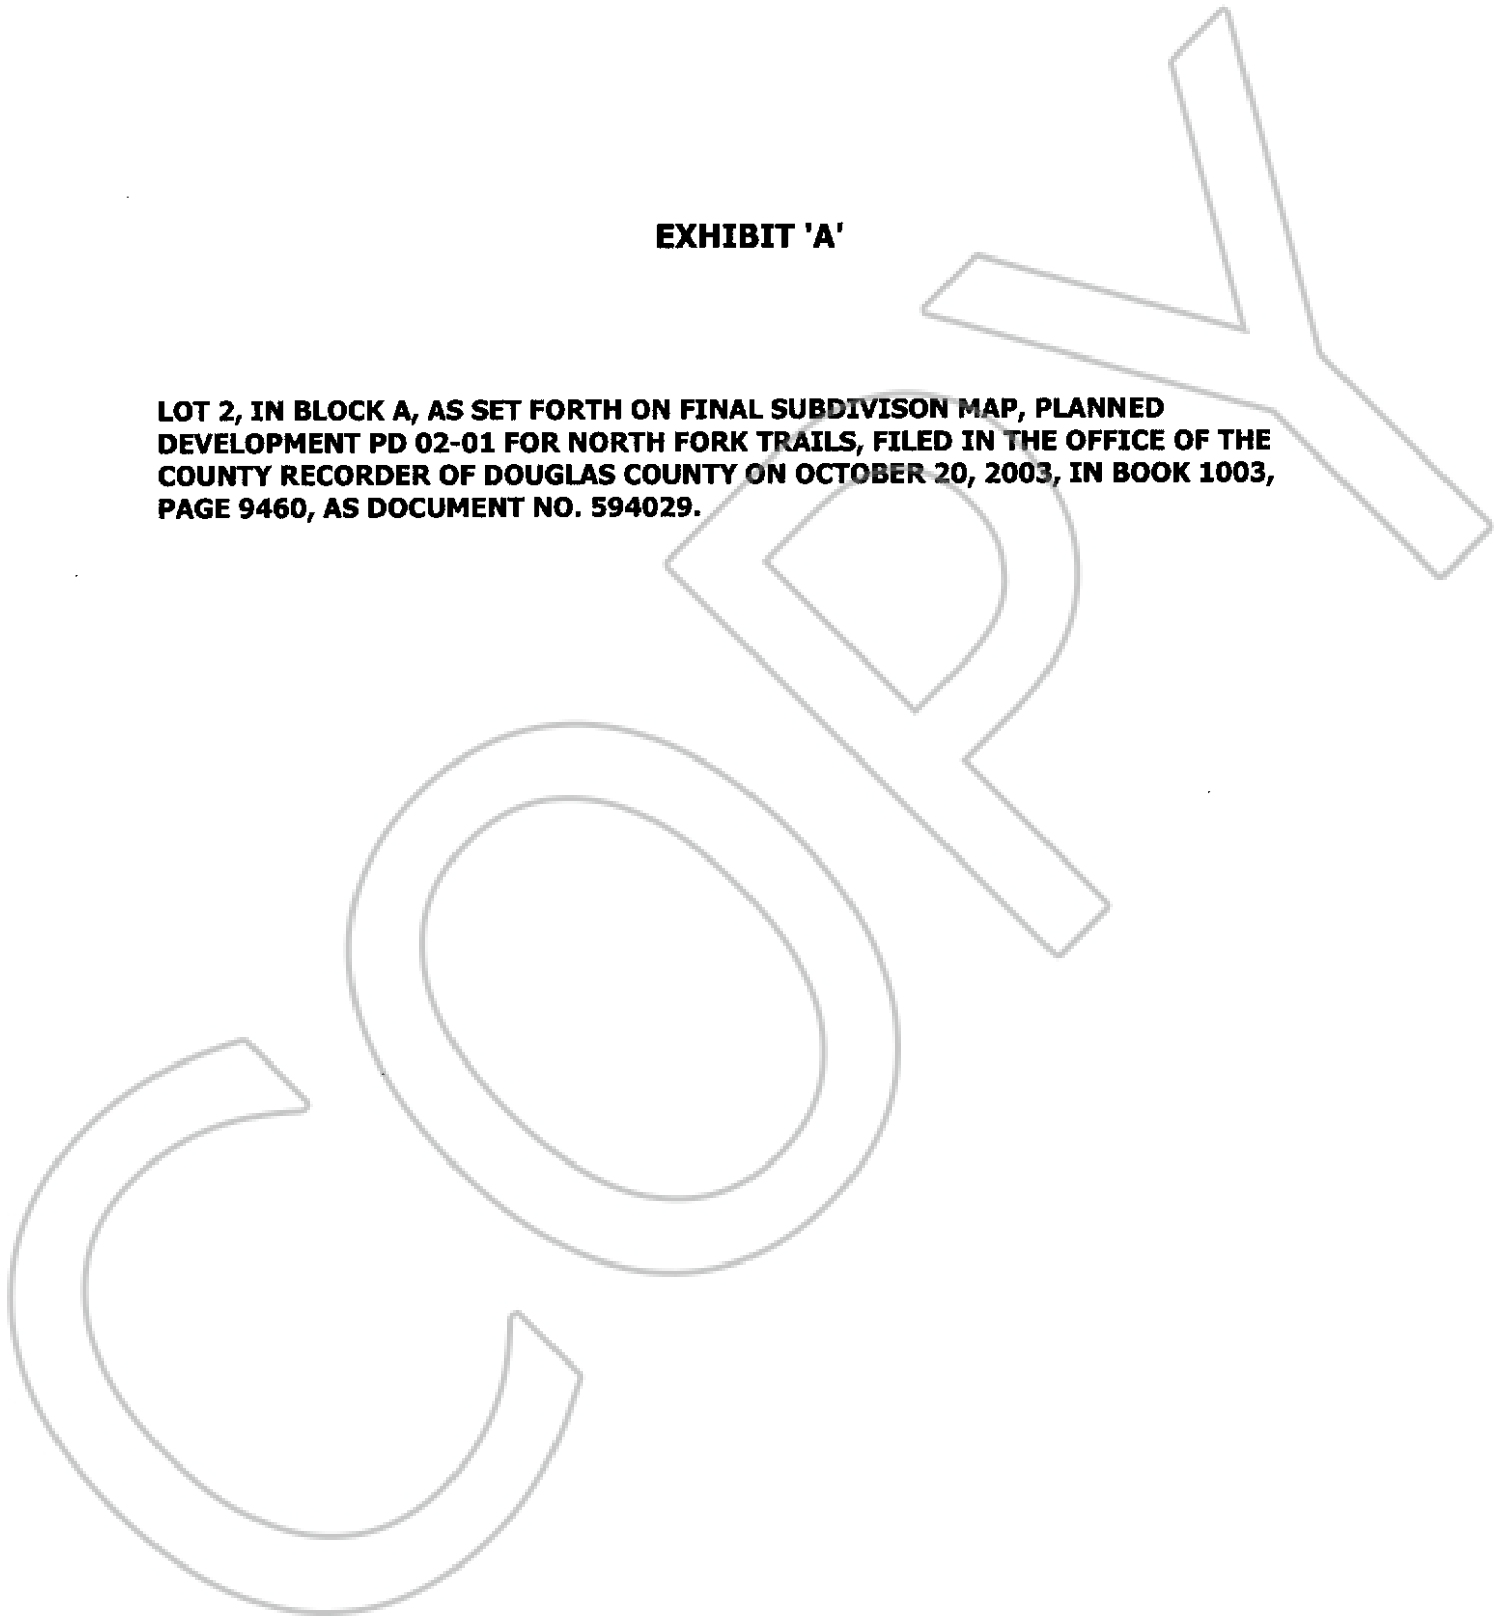 EXHIBIT 'A'
LOT 2, IN BLOCK A, AS SET FORTH ON FINAL SUBDIVISON MAP, PLANNED
DEVELOPMENT PD 02-01 FOR NORTH FORK TRAILS, FILED IN THE OFFICE OF THE
COUNTY RECORDER OF DOUGLAS COUNTY ON OCTOBER 20, 2003, IN BOOK 1003,
PAGE 9460, AS DOCUMENT NO. 594029.
COPY